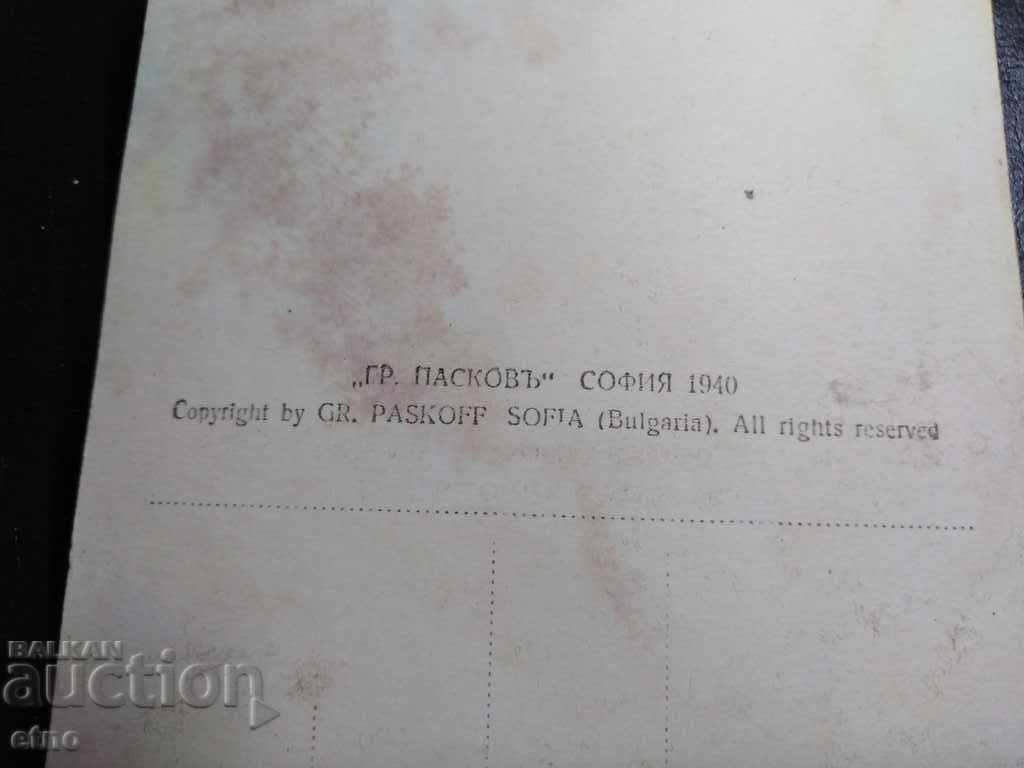 „ГР. ПАСКОВЪ“ СОФИЯ 1940
Copyright by GR. PASKOFF SOFIA (Bulgaria). All rights reserved
BALKAN
auction
etno